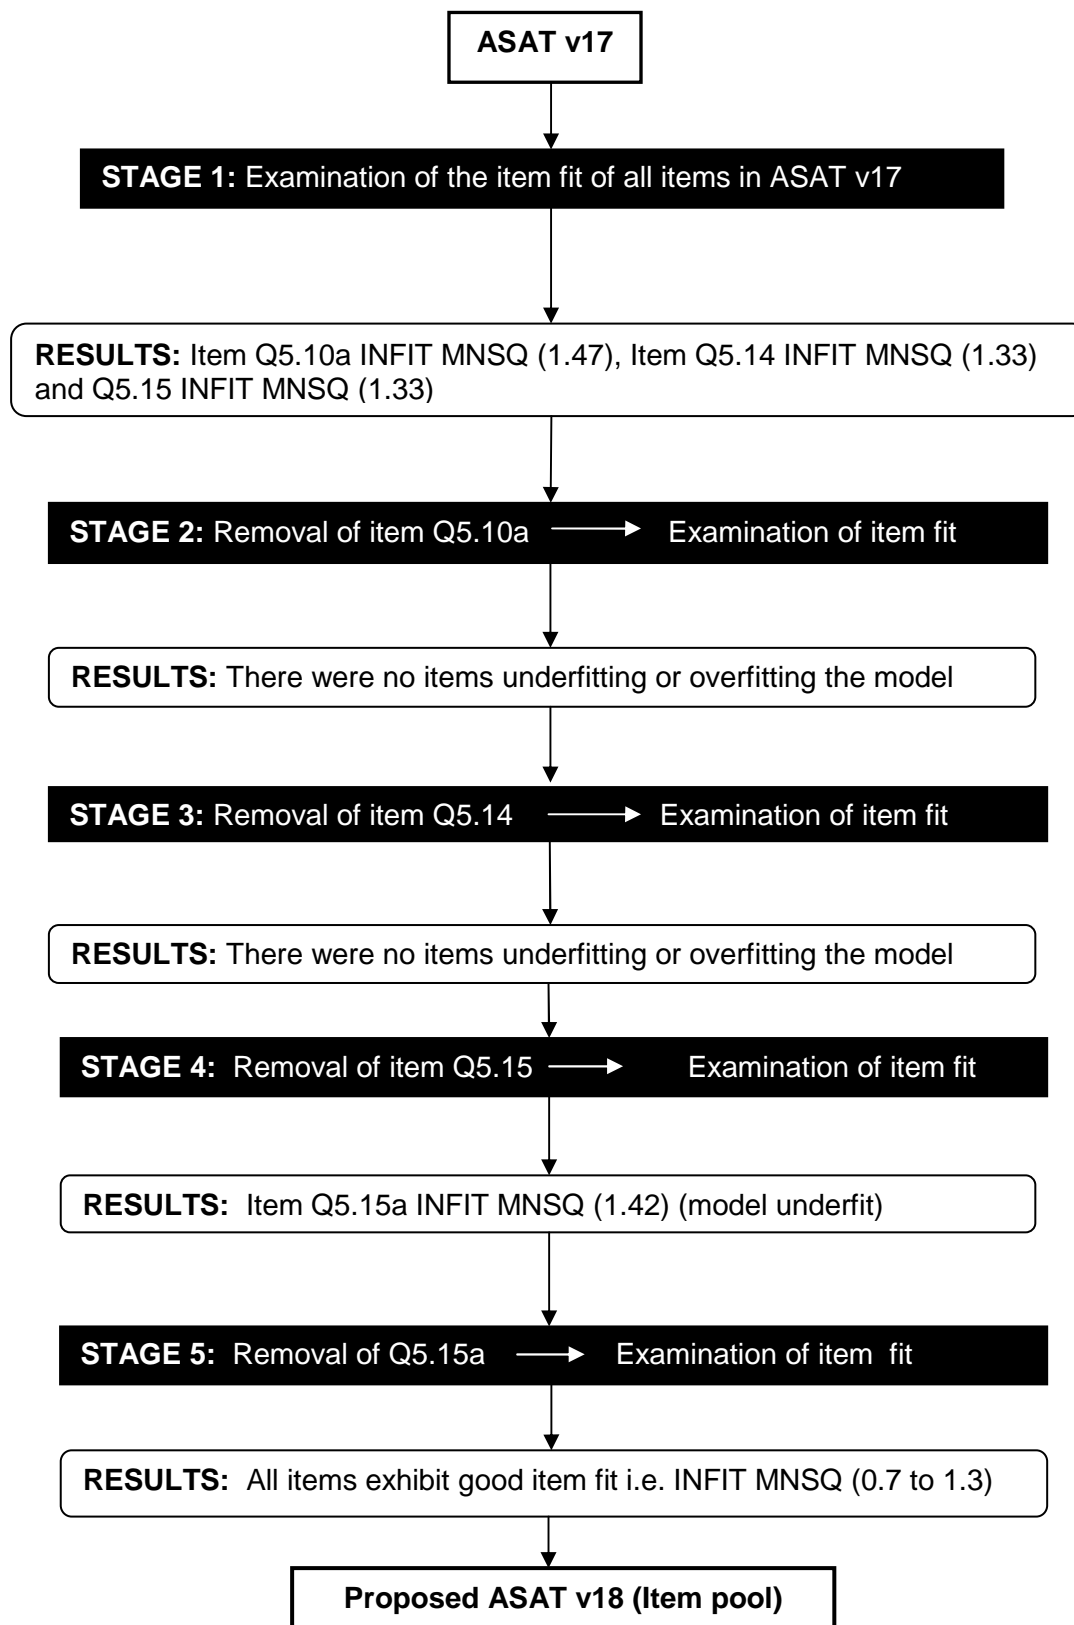 ASAT v17
STAGE 1: Examination of the item fit of all items in ASAT v17
RESULTS: Item Q5.10a INFIT MNSQ (1.47), Item Q5.14 INFIT MNSQ (1.33)
and Q5.15 INFIT MNSQ (1.33)
STAGE 2: Removal of item Q5.10a Examination of item fit
RESULTS: There were no items underfitting or overfitting the model
STAGE 3: Removal of item Q5.14 Examination of item fit
RESULTS: There were no items underfitting or overfitting the model
STAGE 4: Removal of item Q5.15 Examination of item fit
RESULTS: Item Q5.15a INFIT MNSQ (1.42) (model underfit)
STAGE 5: Removal of Q5.15a Examination of item fit
RESULTS: All items exhibit good item fit i.e. INFIT MNSQ (0.7 to 1.3)
Proposed ASAT v18 (Item pool)